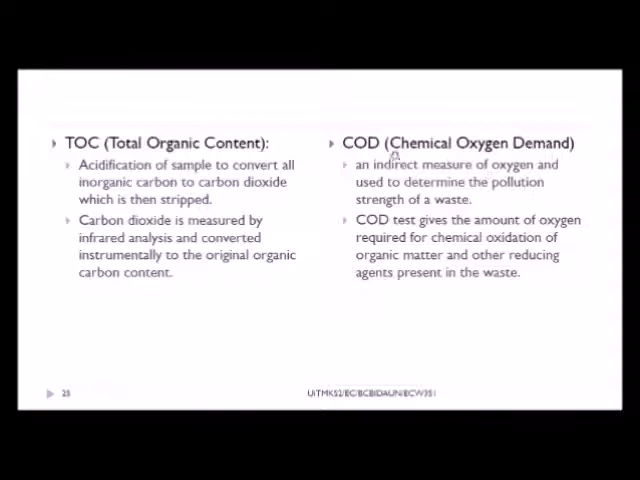 TOC (Total Organic Content):
Acidification of sample to convert all
inorganic carbon to carbon dioxide
which is then stripped.
Carbon dioxide is measured by
infrared analysis and converted
instrumentally to the original organic
carbon content.
COD (Chemical Oxygen Demand)
an indirect measure of oxygen and
used to determine the pollution
strength of a waste.
COD test gives the amount of oxygen
required for chemical oxidation of
organic matter and other reducing
agents present in the waste.
25